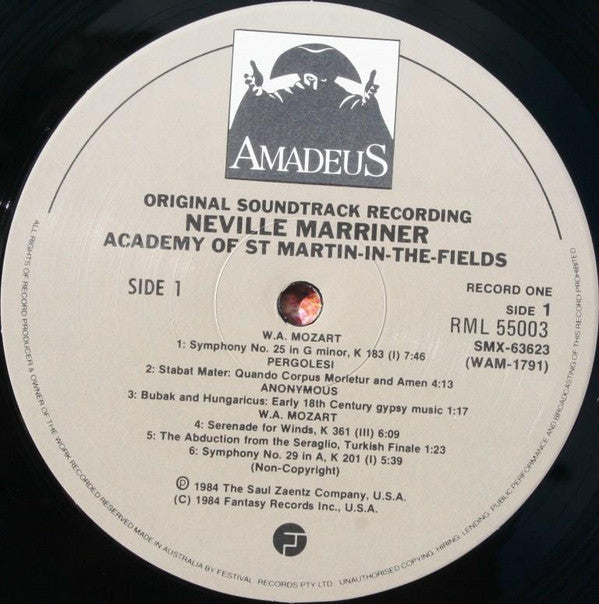 AMADEUS
ORIGINAL SOUNDTRACK RECORDING
NEVILLE MARRINER
ACADEMY OF ST MARTIN-IN-THE-FIELDS
SIDE 1
RECORD ONE
SIDE 1
RML 55003
SMX-63623
(WAM-1791)
W.A. MOZART
1: Symphony No. 25 in G minor, K 183 (I) 7:46
PERGOLESI
2: Stabat Mater: Quando Corpus Morietur and Amen 4:13
ANONYMOUS
3: Bubak and Hungaricus: Early 18th Century gypsy music 1:17
W.A. MOZART
4: Serenade for Winds, K 361 (III) 6:09
5: The Abduction from the Seraglio, Turkish Finale 1:23
6: Symphony No. 29 in A, K 201 (I) 5:39
(Non-Copyright)
Ⓟ 1984 The Saul Zaentz Company, U.S.A.
(C) 1984 Fantasy Records Inc., U.S.A.
ALL RIGHTS OF RECORD PRODUCER & OWNER OF THE WORK RECORDED RESERVED MADE IN AUSTRALIA BY FESTIVAL RECORDS PTY. LTD. UNAUTHORISED COPYING, HIRING, LENDING, PUBLIC PERFORMANCE AND BROADCASTING OF THIS RECORD PROHIBITED